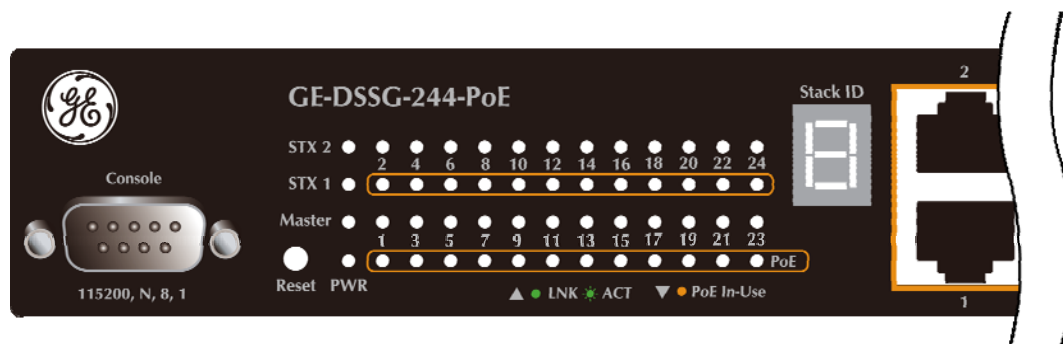 GE
GE-DSSG-244-PoE
Stack ID
8
2
STX 2
2 4 6 8 10 12 14 16 18 20 22 24
STX 1
Console
Master
1 3 5 7 9 11 13 15 17 19 21 23
PoE
Reset PWR
115200, N, 8, 1
▲ ● LNK ☀ ACT ▼ ● PoE In-Use
1